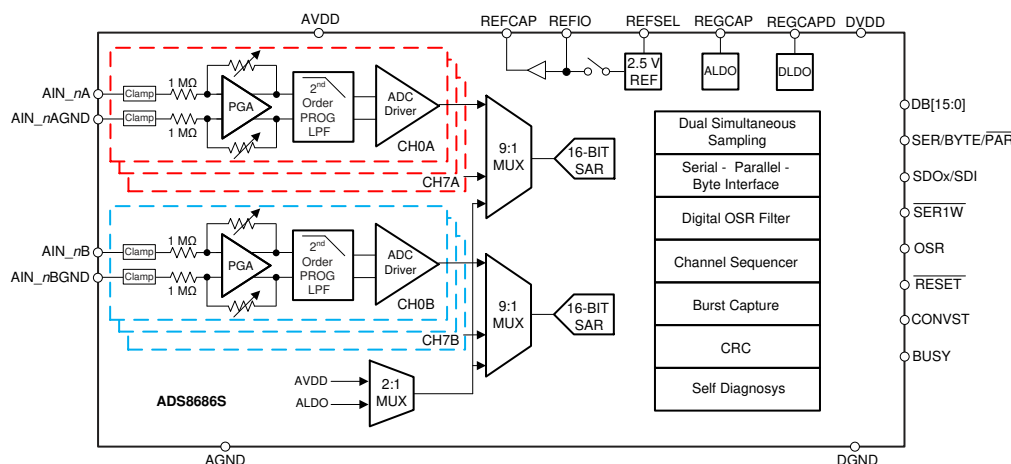 AVDD
REFCAP
REFIO
REFSEL
REGCAP
REGCAPD
DVDD
2.5 V
REF
ALDO
DLDO
AIN_nA
AIN_nAGND
Clamp
Clamp
1 MΩ
1 MΩ
PGA
2nd
Order
PROG
LPF
ADC
Driver
CH0A
CH7A
9:1
MUX
16-BIT
SAR
AIN_nB
AIN_nBGND
Clamp
Clamp
1 MΩ
1 MΩ
PGA
2nd
Order
PROG
LPF
ADC
Driver
CH0B
CH7B
9:1
MUX
16-BIT
SAR
AVDD
ALDO
2:1
MUX
ADS8686S
Dual Simultaneous
Sampling
Serial - Parallel -
Byte Interface
Digital OSR Filter
Channel Sequencer
Burst Capture
CRC
Self Diagnosys
DB[15:0]
SER/BYTE/PAR
SDOx/SDI
SER1W
OSR
RESET
CONVST
BUSY
AGND
DGND